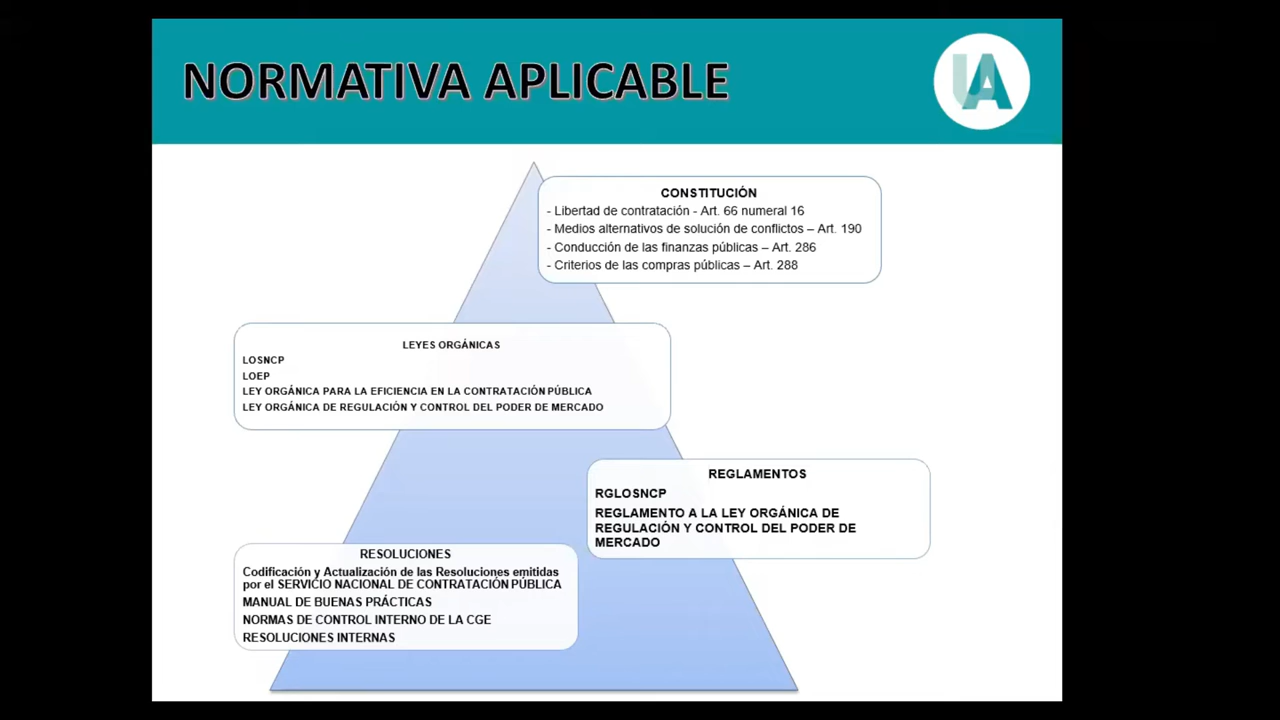 NORMATIVA APLICABLE
UA
CONSTITUCIÓN
- Libertad de contratación - Art. 66 numeral 16
- Medios alternativos de solución de conflictos – Art. 190
- Conducción de las finanzas públicas – Art. 286
- Criterios de las compras públicas – Art. 288
LEYES ORGÁNICAS
LOSNCP
LOEP
LEY ORGÁNICA PARA LA EFICIENCIA EN LA CONTRATACIÓN PÚBLICA
LEY ORGÁNICA DE REGULACIÓN Y CONTROL DEL PODER DE MERCADO
REGLAMENTOS
RGLOSNCP
REGLAMENTO A LA LEY ORGÁNICA DE
REGULACIÓN Y CONTROL DEL PODER DE
MERCADO
RESOLUCIONES
Codificación y Actualización de las Resoluciones emitidas
por el SERVICIO NACIONAL DE CONTRATACIÓN PÚBLICA
MANUAL DE BUENAS PRÁCTICAS
NORMAS DE CONTROL INTERNO DE LA CGE
RESOLUCIONES INTERNAS